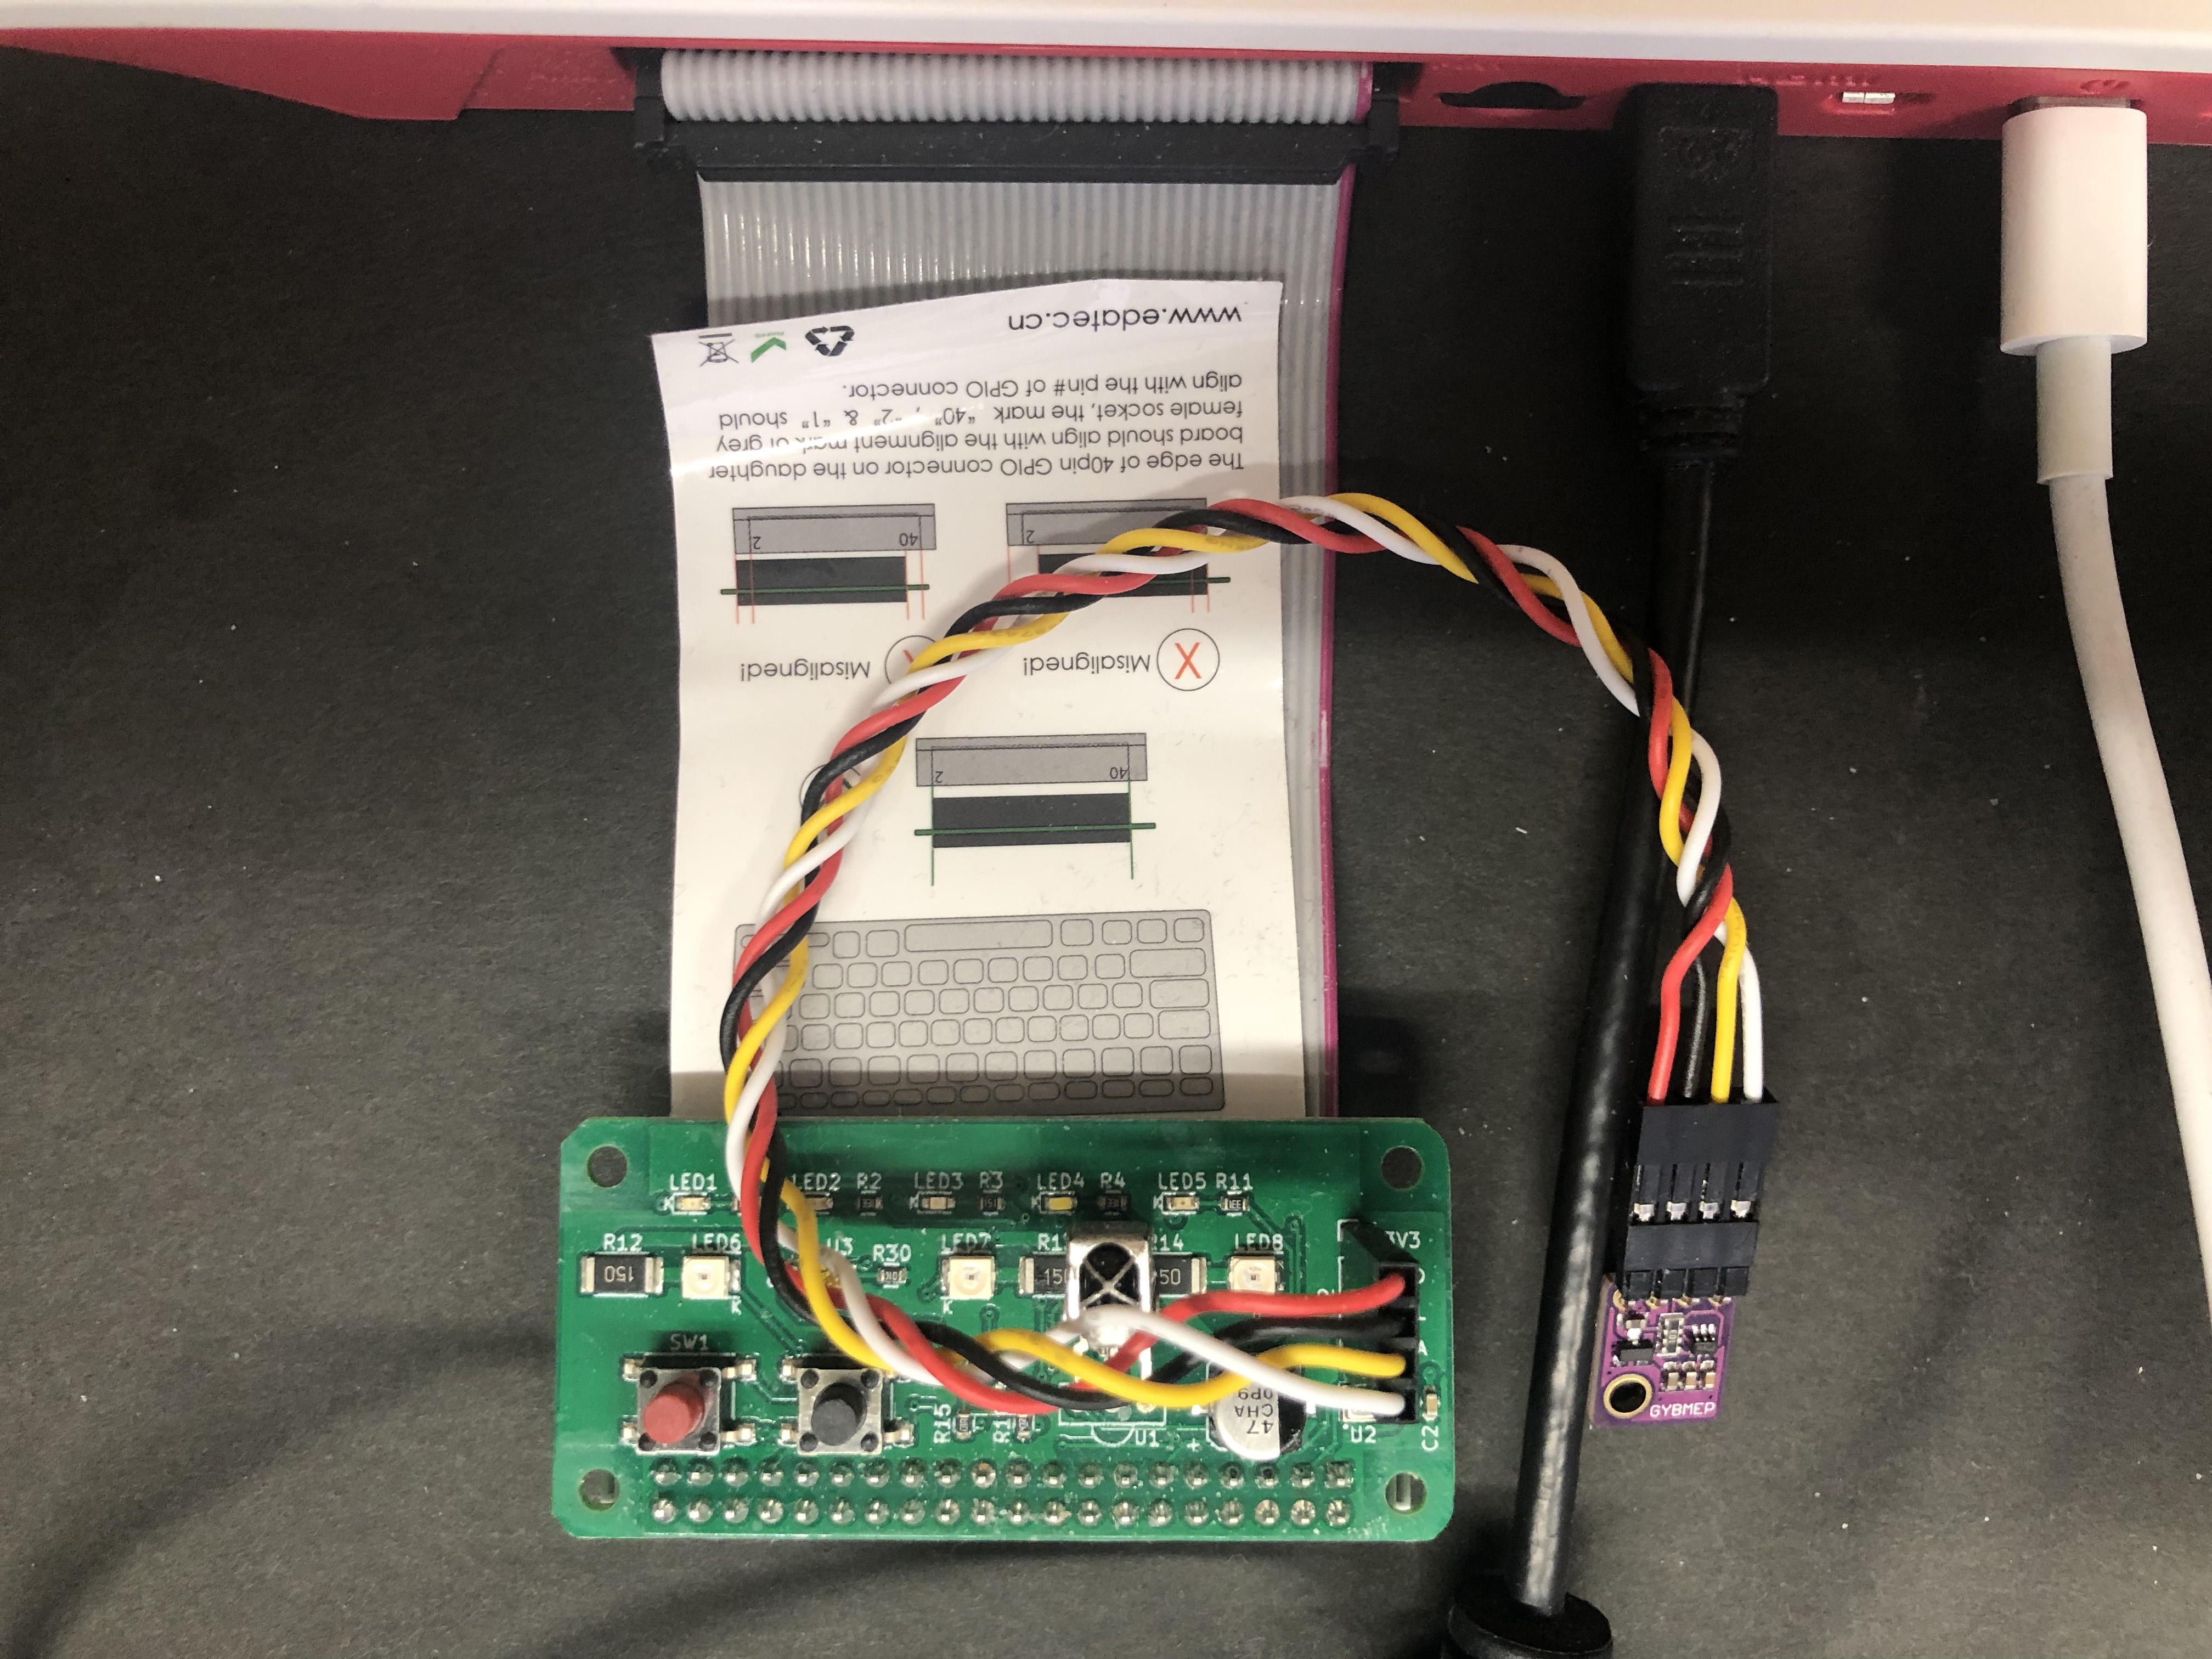 www.edatec.cn
The edge of 40pin GPIO connector on the daughter
board should align with the alignment mark of grey
female socket, the mark "40", "2" & "1" should
align with the pin# of GPIO connector.
2
40
2
Misaligned!
X
Misaligned!
X
2
40
LED1
LED2
R2
LED3
R3
LED4
R4
LED5
R11
R12
LED6
U3
R30
LED7
R14
LED8
3V3
150
150
A
SW1
R15
U1
+
47
CHA
U2
C2
K
K
K
GYBMEP